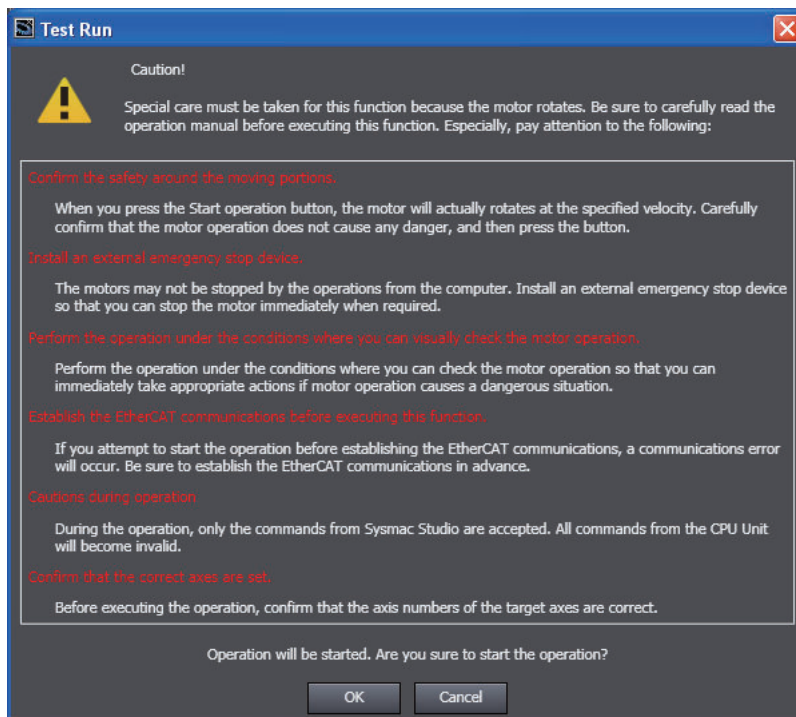 Test Run
Caution!
Special care must be taken for this function because the motor rotates. Be sure to carefully read the
operation manual before executing this function. Especially, pay attention to the following:
Confirm the safety around the moving portions.
When you press the Start operation button, the motor will actually rotates at the specified velocity. Carefully
confirm that the motor operation does not cause any danger, and then press the button.
Install an external emergency stop device.
The motors may not be stopped by the operations from the computer. Install an external emergency stop device
so that you can stop the motor immediately when required.
Perform the operation under the conditions where you can visually check the motor operation.
Perform the operation under the conditions where you can check the motor operation so that you can
immediately take appropriate actions if motor operation causes a dangerous situation.
Establish the EtherCAT communications before executing this function.
If you attempt to start the operation before establishing the EtherCAT communications, a communications error
will occur. Be sure to establish the EtherCAT communications in advance.
Cautions during operation
During the operation, only the commands from Sysmac Studio are accepted. All commands from the CPU Unit
will become invalid.
Confirm that the correct axes are set.
Before executing the operation, confirm that the axis numbers of the target axes are correct.
Operation will be started. Are you sure to start the operation?
OK Cancel